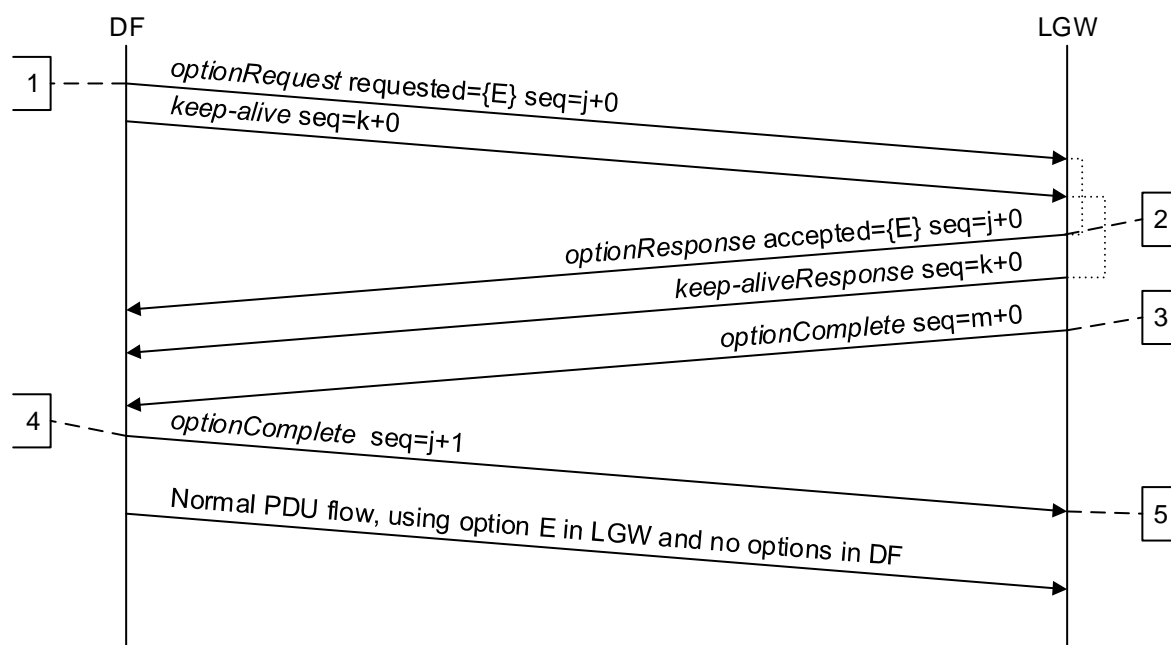 DF
LGW
1
optionRequest requested={E} seq=j+0
keep-alive seq=k+0
optionResponse accepted={E} seq=j+0
2
keep-aliveResponse seq=k+0
optionComplete seq=m+0
3
4
optionComplete seq=j+1
Normal PDU flow, using option E in LGW and no options in DF
5